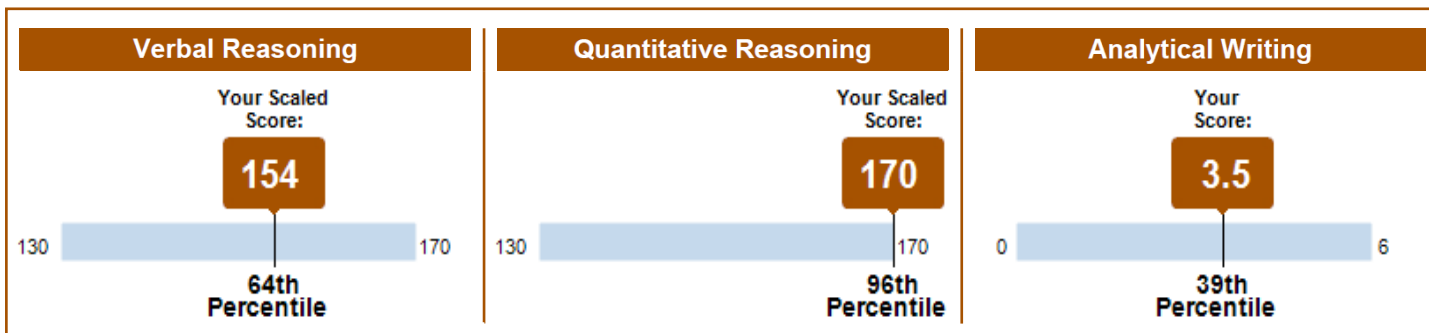 Verbal Reasoning
Your Scaled
Score:
154
130
170
64th
Percentile
Quantitative Reasoning
Your Scaled
Score:
170
130
170
96th
Percentile
Analytical Writing
Your
Score:
3.5
0
6
39th
Percentile